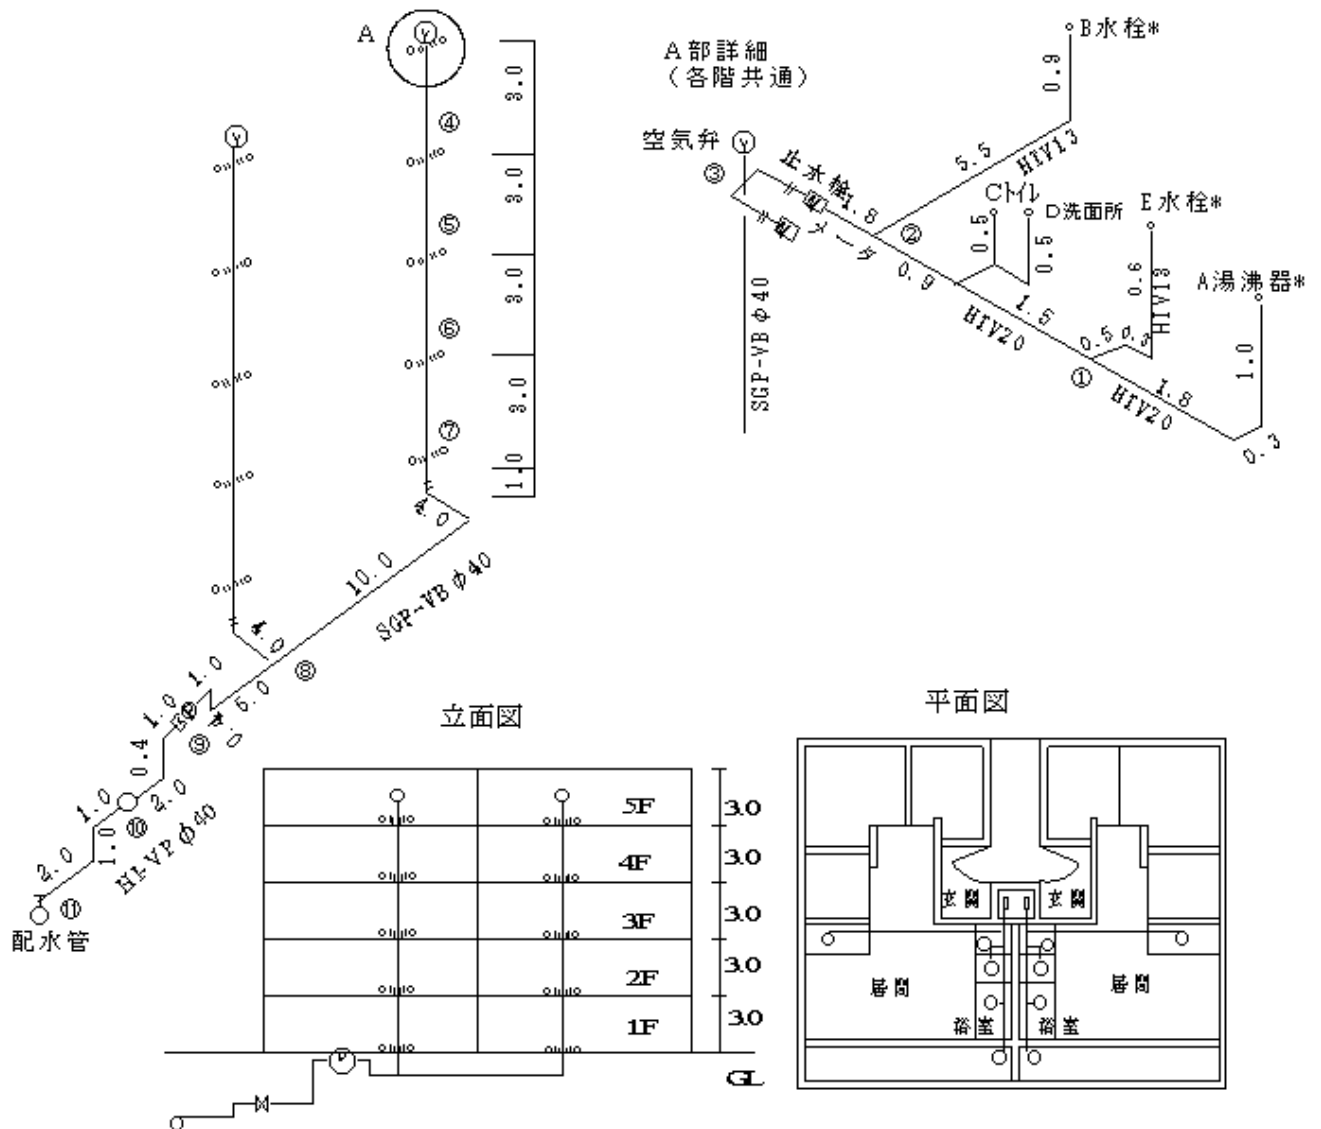 A
3.0
④
3.0
⑤
3.0
⑥
3.0
⑦
1.0
10.0
SGP-VB φ40
⑧
1.0
5.0
1.0
⑨
0.4
1.0
2.0
⑩
1.0
2.0
HI-VP φ40
⑪
配水管
A部詳細
(各階共通)
B水栓*
0.9
空気弁
③
止水栓
1.8
5.5
HIV13
メータ
②
0.9
Cトイレ
D洗面所
0.5
0.5
E水栓*
0.6
HIV13
A湯沸器*
1.0
SGP-VB φ40
HIV20
1.5
0.5
0.3
①
1.8
HIV20
0.3
立面図
5F
3.0
4F
3.0
3F
3.0
2F
3.0
1F
3.0
GL
平面図
玄関
玄関
居間
居間
浴室
浴室